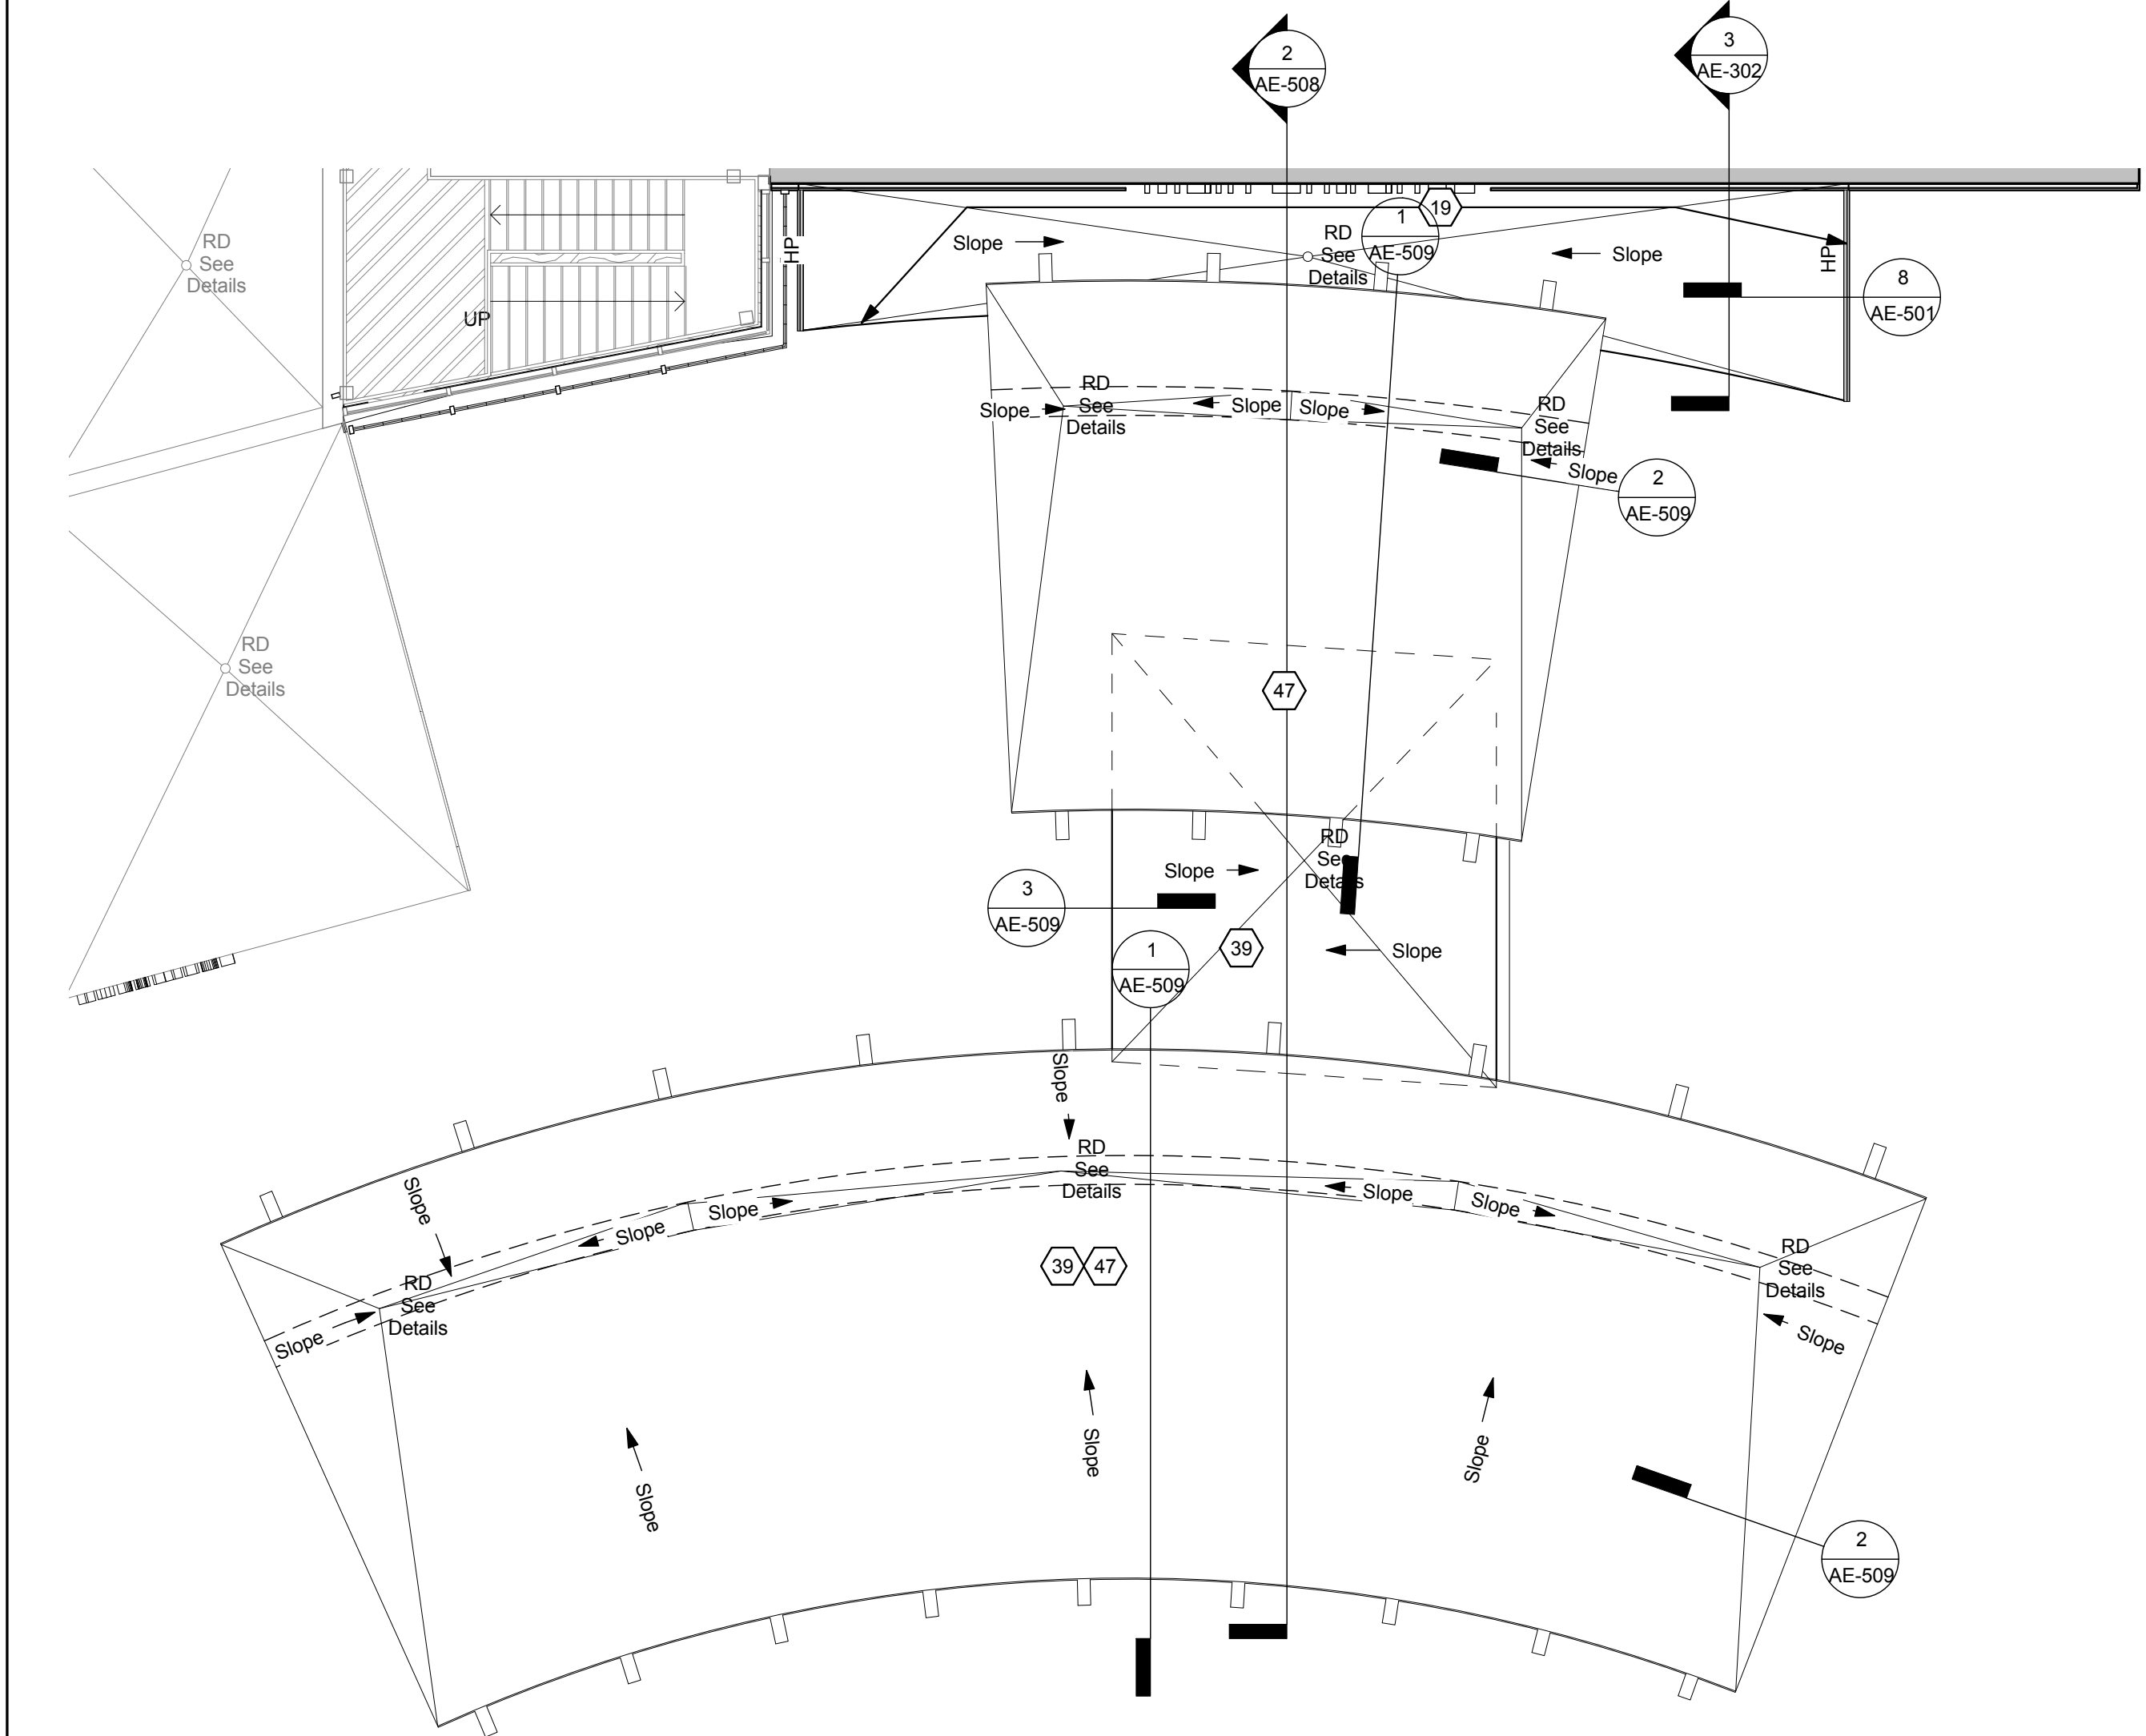 2
AE-508
3
AE-302
RD
See
Details
HP
Slope
RD
See
Details
1
AE-509
19
Slope
HP
8
AE-501
UP
Slope
RD
See
Details
Slope
Slope
RD
See
Details
Slope
2
AE-509
RD
See
Details
47
RD
See
Details
Slope
3
AE-509
39
Slope
1
AE-509
Slope
RD
See
Details
Slope
Slope
Slope
Slope
Slope
RD
See
Details
Slope
39
47
RD
See
Details
Slope
Slope
Slope
Slope
2
AE-509